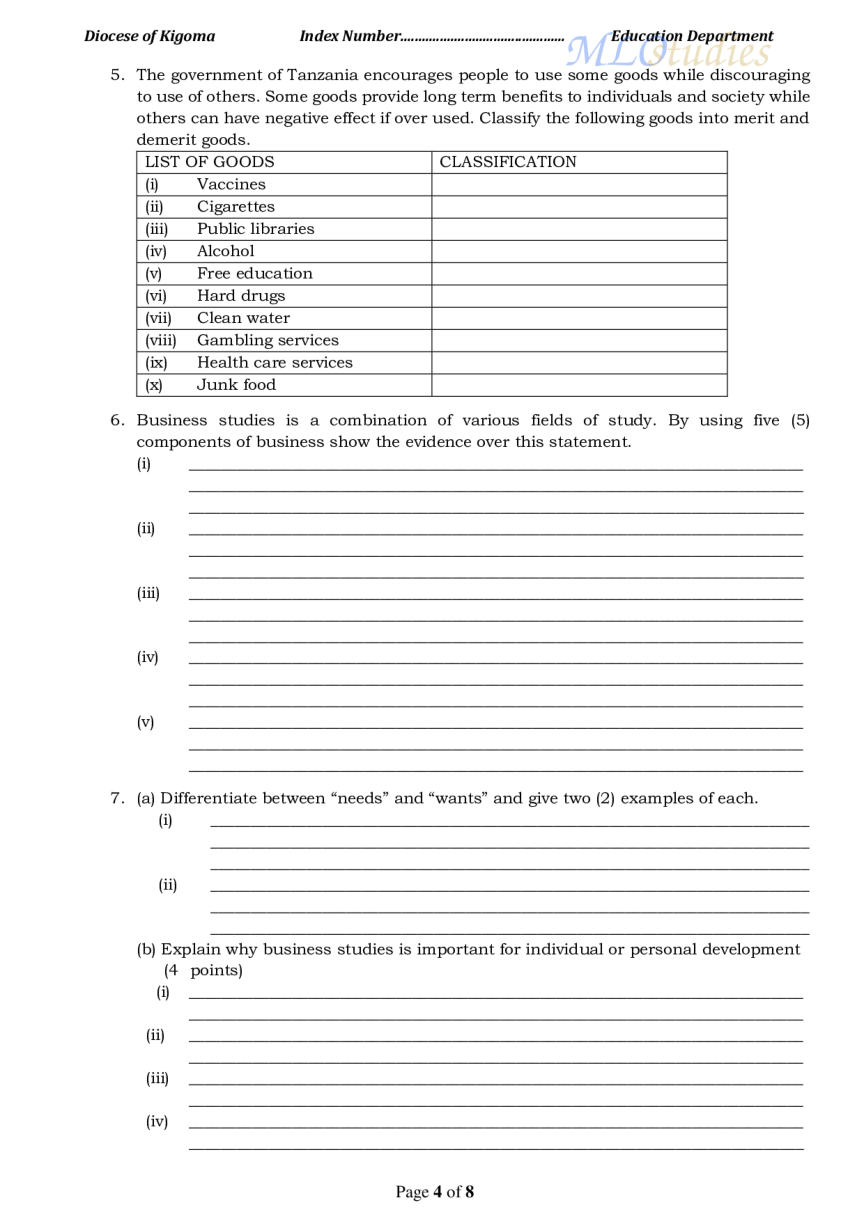 Diocese of Kigoma Index Number.............................................. Education Department
MLOstudies
5. The government of Tanzania encourages people to use some goods while discouraging
to use of others. Some goods provide long term benefits to individuals and society while
others can have negative effect if over used. Classify the following goods into merit and
demerit goods.
LIST OF GOODS CLASSIFICATION
(i) Vaccines
(ii) Cigarettes
(iii) Public libraries
(iv) Alcohol
(v) Free education
(vi) Hard drugs
(vii) Clean water
(viii) Gambling services
(ix) Health care services
(x) Junk food
6. Business studies is a combination of various fields of study. By using five (5)
components of business show the evidence over this statement.
(i)
(ii)
(iii)
(iv)
(v)
7. (a) Differentiate between “needs” and “wants” and give two (2) examples of each.
(i)
(ii)
(b) Explain why business studies is important for individual or personal development
(4 points)
(i)
(ii)
(iii)
(iv)
Page 4 of 8